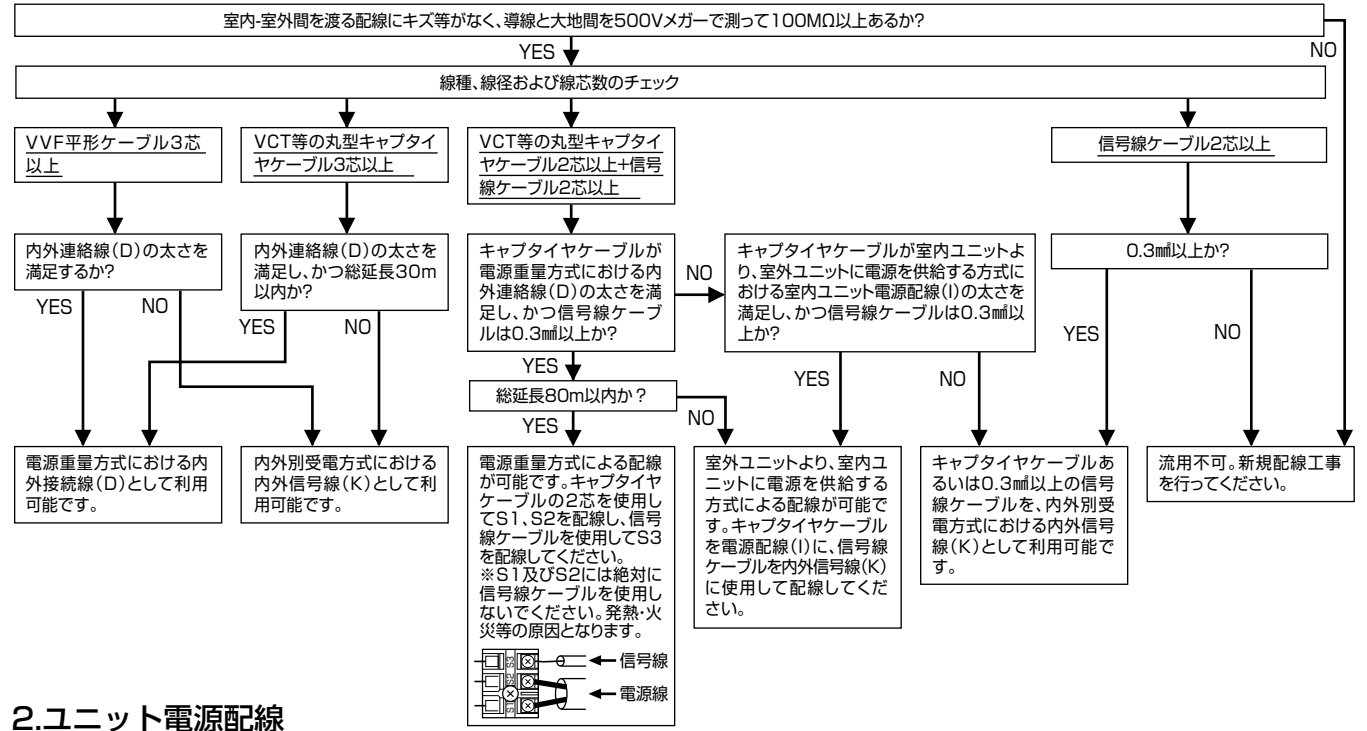 室内-室外間を渡る配線にキズ等がなく、導線と大地間を500Vメガーで測って100MΩ以上あるか?
YES
NO
線種、線径および線芯数のチェック
VVF平形ケーブル3芯
以上
VCT等の丸型キャプタイ
ヤケーブル3芯以上
VCT等の丸型キャプタイ
ヤケーブル2芯以上+信号
線ケーブル2芯以上
信号線ケーブル2芯以上
内外連絡線(D)の太さを
満足するか?
内外連絡線(D)の太さを
満足し、かつ総延長30m
以内か?
キャプタイヤケーブルが
電源重量方式における内
外連絡線(D)の太さを満
足し、かつ信号線ケーブ
ルは0.3㎟以上か?
NO
キャプタイヤケーブルが室内ユニットよ
り、室外ユニットに電源を供給する方式に
おける室内ユニット電源配線(I)の太さを
満足し、かつ信号線ケーブルは0.3㎟以
上か?
0.3㎟以上か?
YES
NO
YES
NO
YES
YES
NO
YES
NO
総延長80m以内か?
YES
NO
電源重量方式における内
外接続線(D)として利用
可能です。
内外別受電方式における
内外信号線(K)として利
用可能です。
電源重量方式による配線
が可能です。キャプタイヤ
ケーブルの2芯を使用し
てS1、S2を配線し、信号
線ケーブルを使用してS3
を配線してください。
※S1及びS2には絶対に
信号線ケーブルを使用し
ないでください。発熱・火
災等の原因となります。
S3
S2
S1
信号線
電源線
室外ユニットより、室内ユ
ニットに電源を供給する
方式による配線が可能で
す。キャプタイヤケーブル
を電源配線(I)に、信号線
ケーブルを内外信号線(K)
に使用して配線してくだ
さい。
キャプタイヤケーブルあ
るいは0.3㎟以上の信号
線ケーブルを、内外別受
電方式における内外信号
線(K)として利用可能で
す。
流用不可。新規配線工事
を行ってください。
2.ユニット電源配線